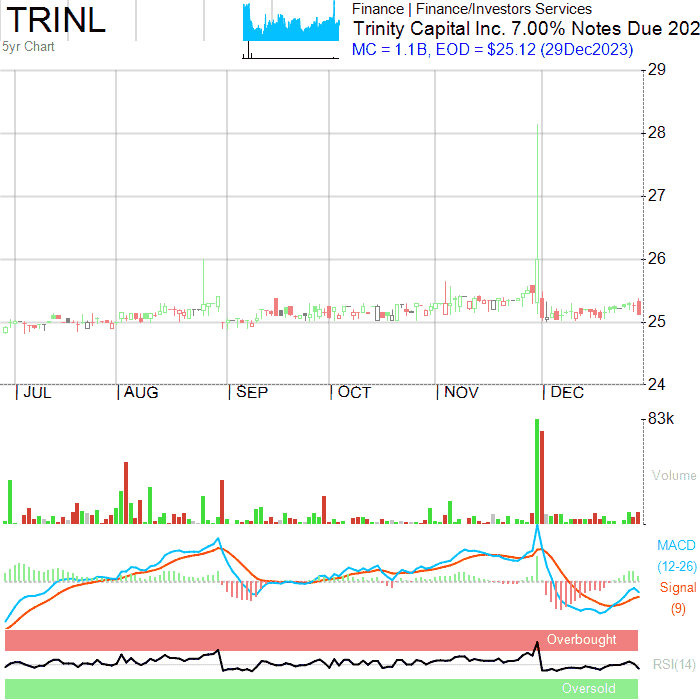 TRINL
5yr Chart
Finance | Finance/Investors Services
Trinity Capital Inc. 7.00% Notes Due 202
MC = 1.1B, EOD = $25.12 (29Dec2023)
29
28
27
26
25
24
JUL AUG SEP OCT NOV DEC
83k
Volume
MACD
(12-26)
Signal
(9)
Overbought
RSI(14)
Oversold